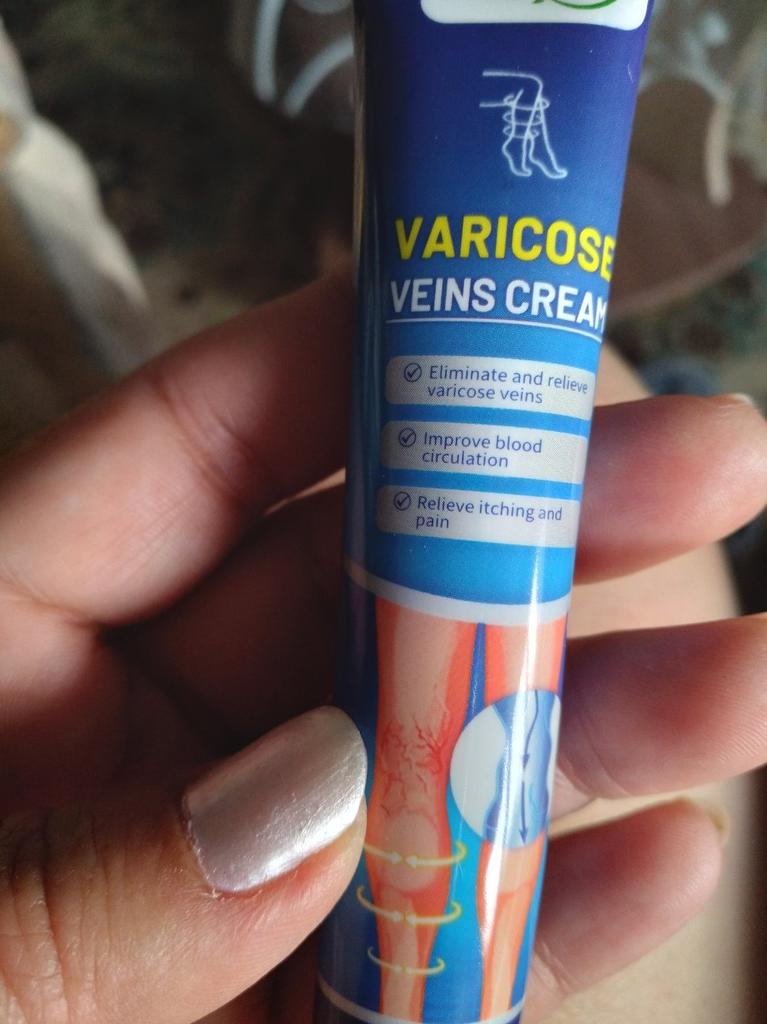 VARICOSE
VEINS CREAM
Eliminate and relieve
varicose veins
Improve blood
circulation
Relieve itching and
pain